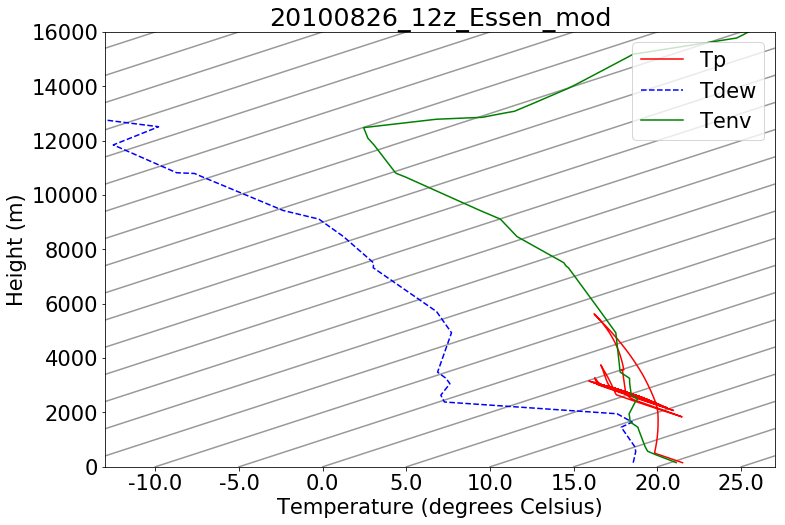 20100826_12z_Essen_mod
Tp
Tdew
Tenv
16000
14000
12000
10000
8000
6000
4000
2000
0
Height (m)
-10.0 -5.0 0.0 5.0 10.0 15.0 20.0 25.0
Temperature (degrees Celsius)